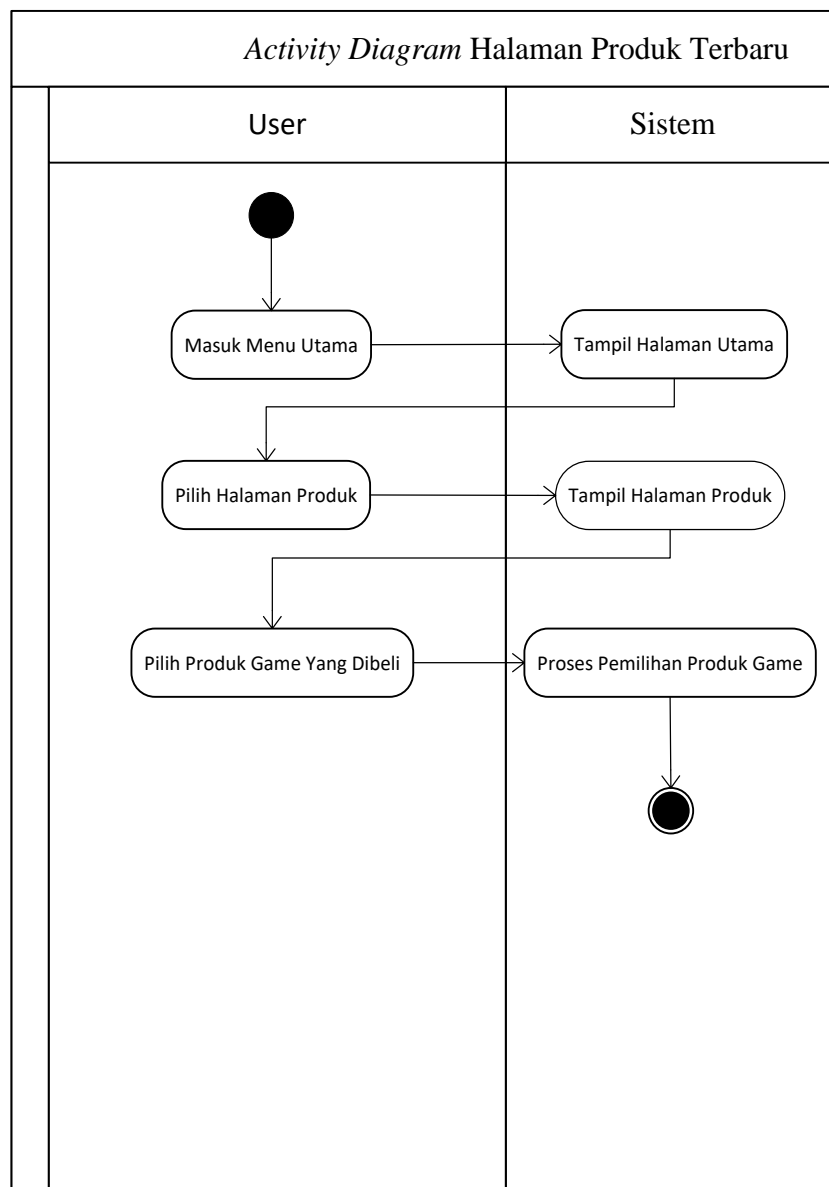 Activity Diagram Halaman Produk Terbaru
User
Sistem
Masuk Menu Utama
Tampil Halaman Utama
Pilih Halaman Produk
Tampil Halaman Produk
Pilih Produk Game Yang Dibeli
Proses Pemilihan Produk Game